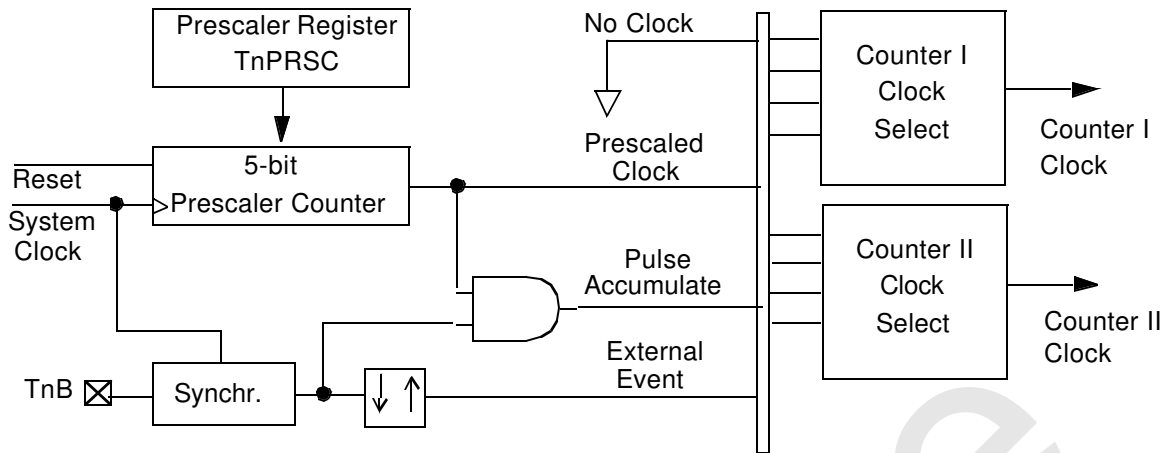 Prescaler Register
TnPRSC
No Clock
Counter I
Clock
Select
Counter I
Clock
Prescaled
Clock
5-bit
Prescaler Counter
Reset
System
Clock
Pulse
Accumulate
Counter II
Clock
Select
Counter II
Clock
External
Event
TnB
Synchr.